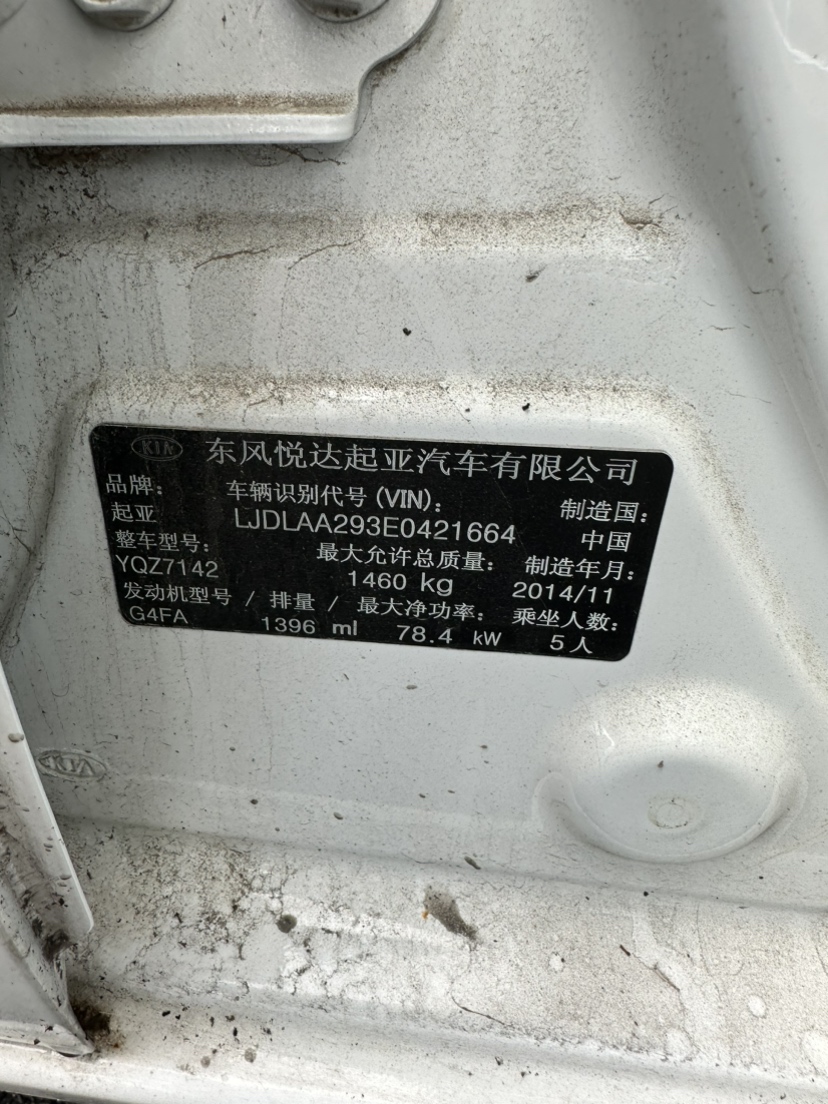 KIA 东风悦达起亚汽车有限公司
品牌: 车辆识别代号 (VIN): 制造国:
起亚 LJDLAA293E0421664 中国
整车型号: 最大允许总质量: 制造年月:
YQZ7142 1460 kg 2014/11
发动机型号 / 排量 / 最大净功率: 乘坐人数:
G4FA 1396 ml 78.4 kW 5人
KIA